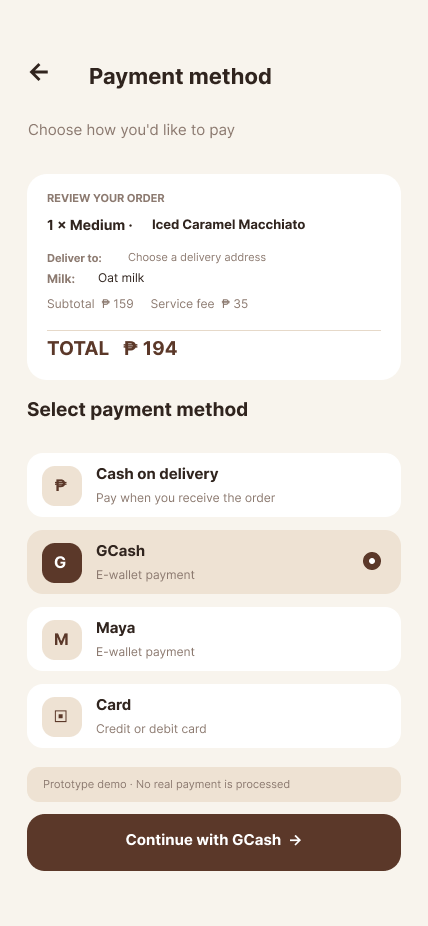 ← Payment method
Choose how you'd like to pay
REVIEW YOUR ORDER
1 × Medium · Iced Caramel Macchiato
Deliver to: Choose a delivery address
Milk: Oat milk
Subtotal ₱ 159 Service fee ₱ 35
TOTAL ₱ 194
Select payment method
₱
Cash on delivery
Pay when you receive the order
G
GCash
E-wallet payment
M
Maya
E-wallet payment
Card
Credit or debit card
Prototype demo · No real payment is processed
Continue with GCash →